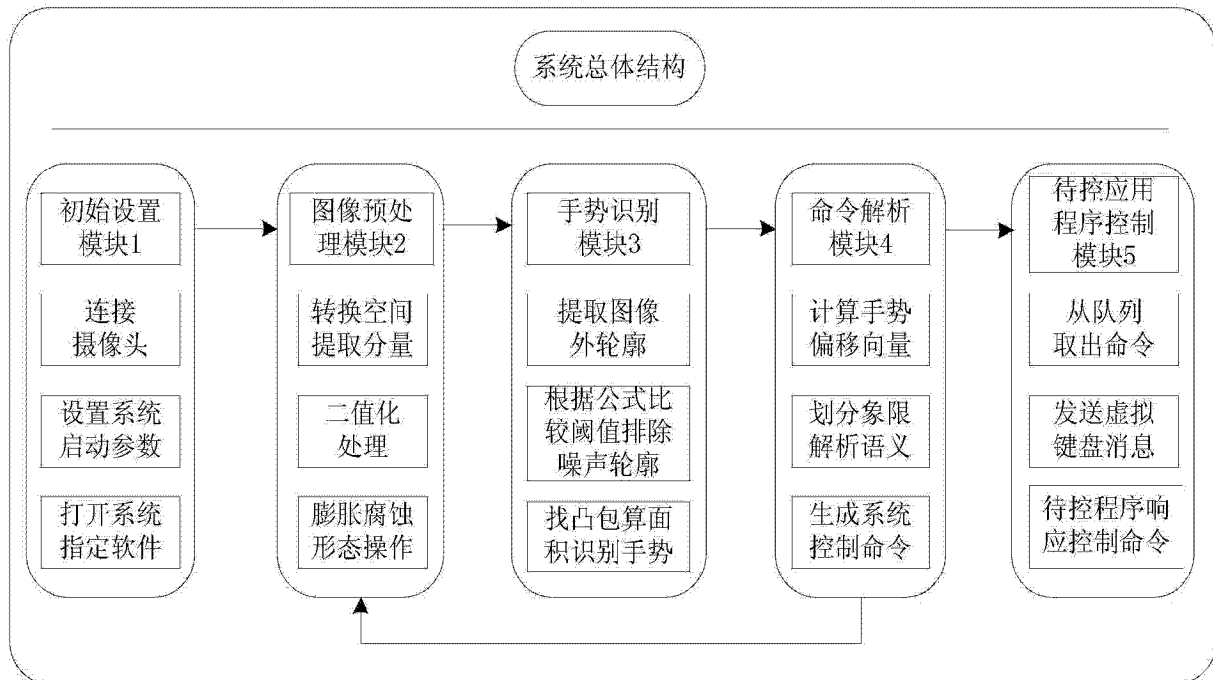 系统总体结构
初始设置
模块1
连接
摄像头
设置系统
启动参数
打开系统
指定软件
图像预处
理模块2
转换空间
提取分量
二值化
处理
膨胀腐蚀
形态操作
手势识别
模块3
提取图像
外轮廓
根据公式比
较阈值排除
噪声轮廓
找凸包算面
积识别手势
命令解析
模块4
计算手势
偏移向量
划分象限
解析语义
生成系统
控制命令
待控应用
程序控制
模块5
从队列
取出命令
发送虚拟
键盘消息
待控程序响
应控制命令